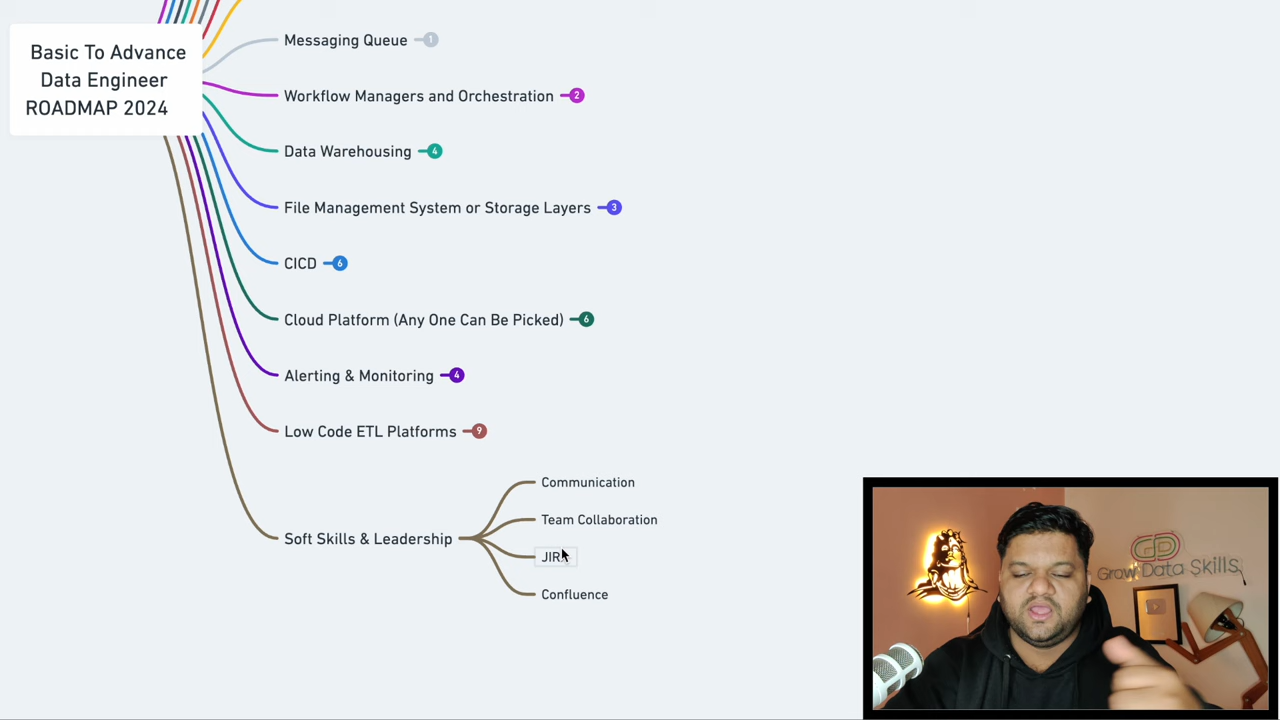 Basic To Advance
Data Engineer
ROADMAP 2024
Messaging Queue 1
Workflow Managers and Orchestration 2
Data Warehousing 4
File Management System or Storage Layers 3
CICD 6
Cloud Platform (Any One Can Be Picked) 6
Alerting & Monitoring 4
Low Code ETL Platforms 9
Soft Skills & Leadership
Communication
Team Collaboration
JIRA
Confluence
GD
Grow Data Skills